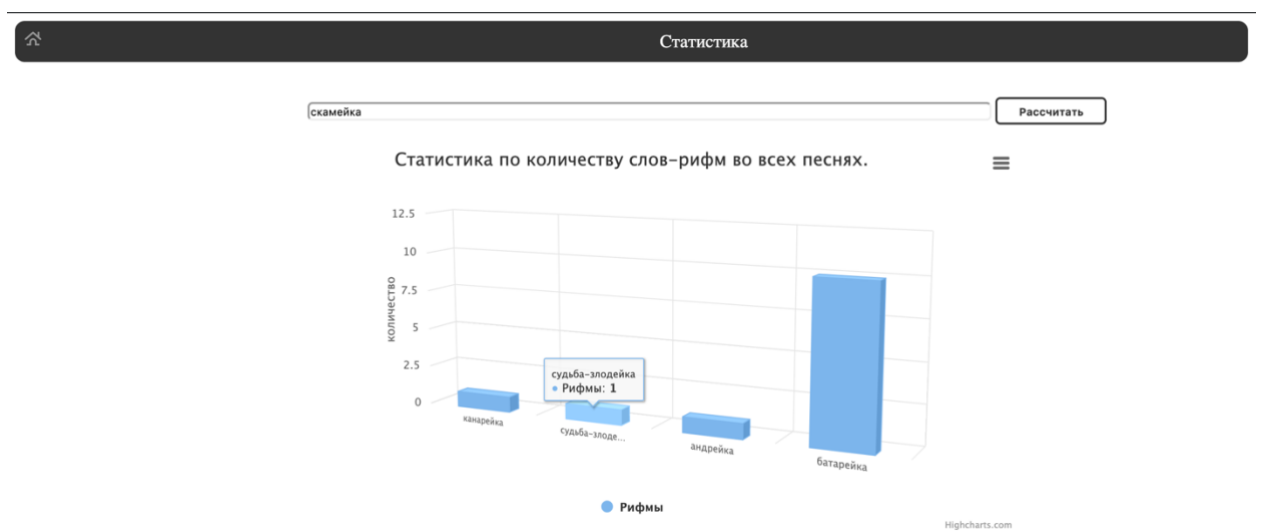 Статистика
скамейка
Рассчитать
Статистика по количеству слов-рифм во всех песнях.
12.5
10
7.5
5
2.5
0
количество
судьба-злодейка
• Рифмы: 1
канарейка
судьба-злоде...
андрейка
батарейка
Рифмы
Highcharts.com